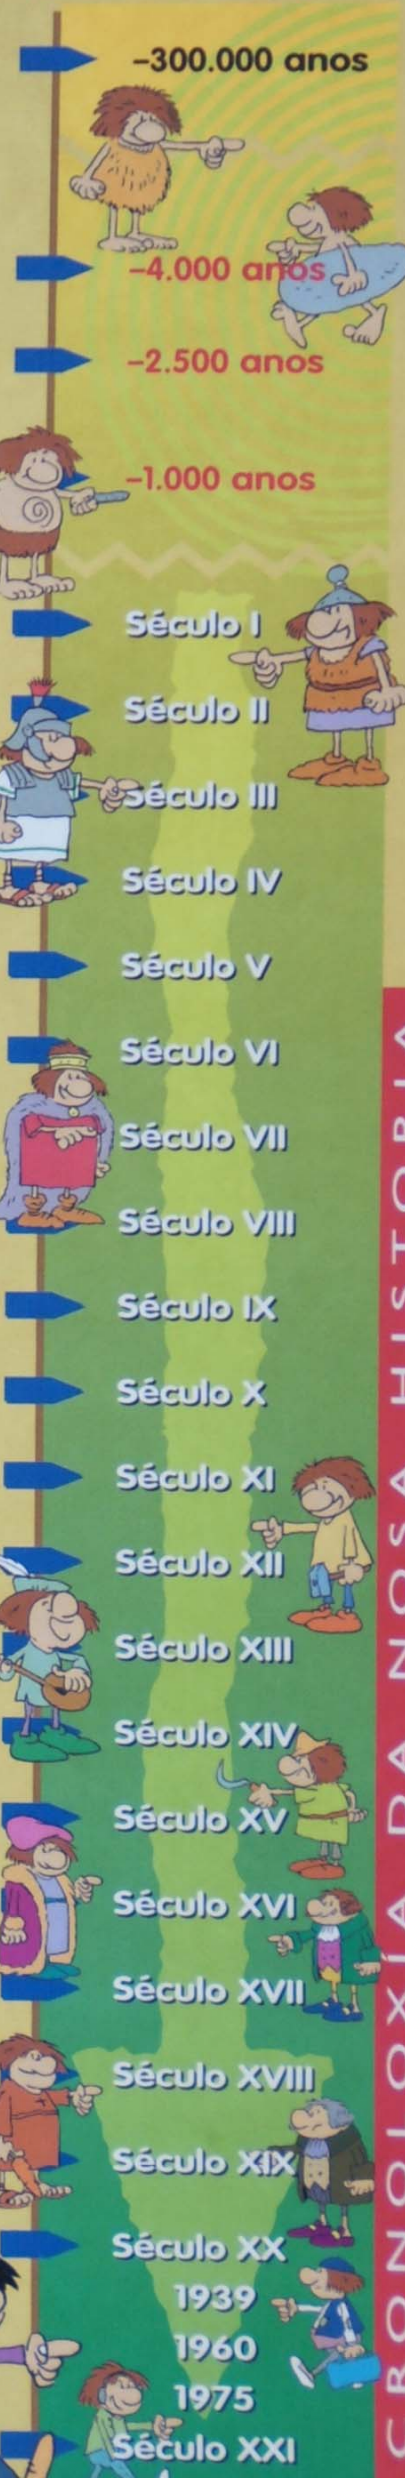 –300.000 anos
–4.000 anos
–2.500 anos
–1.000 anos
Século I
Século II
Século III
Século IV
Século V
Século VI
Século VII
Século VIII
Século IX
Século X
Século XI
Século XII
Século XIII
Século XIV
Século XV
Século XVI
Século XVII
Século XVIII
Século XIX
Século XX
1939
1960
1975
Século XXI
CRONOLOXÍA DA NOSA HISTORIA